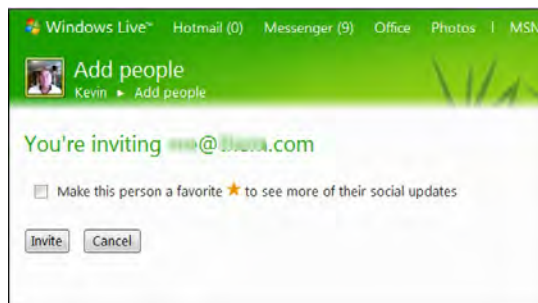 Windows Live™ Hotmail (0) Messenger (9) Office Photos | MSN
Add people
Kevin ▸ Add people
You're inviting @ .com
Make this person a favorite ★ to see more of their social updates
Invite Cancel